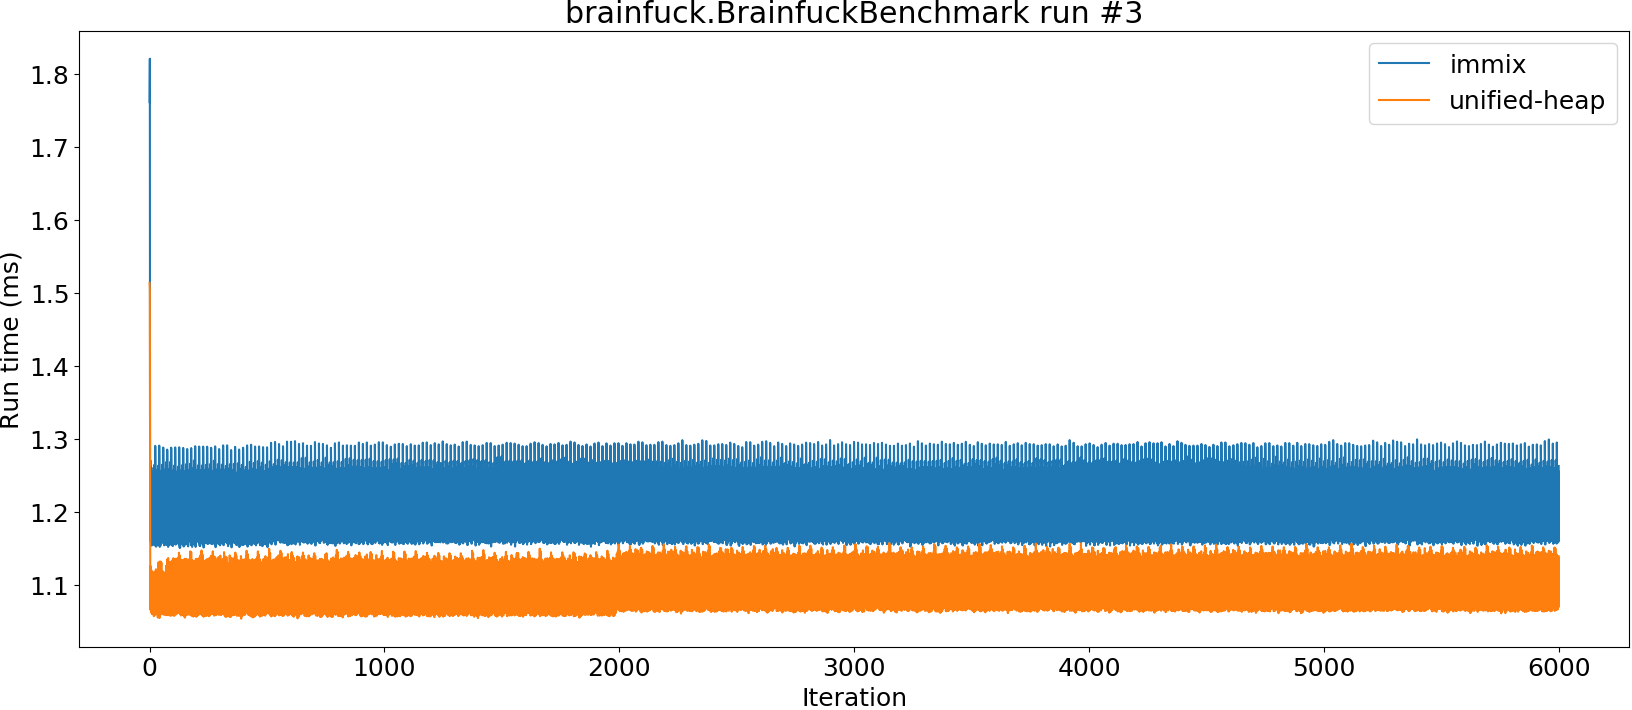 brainfuck.BrainfuckBenchmark run #3
immix
unified-heap
Run time (ms)
1.8
1.7
1.6
1.5
1.4
1.3
1.2
1.1
0 1000 2000 3000 4000 5000 6000
Iteration